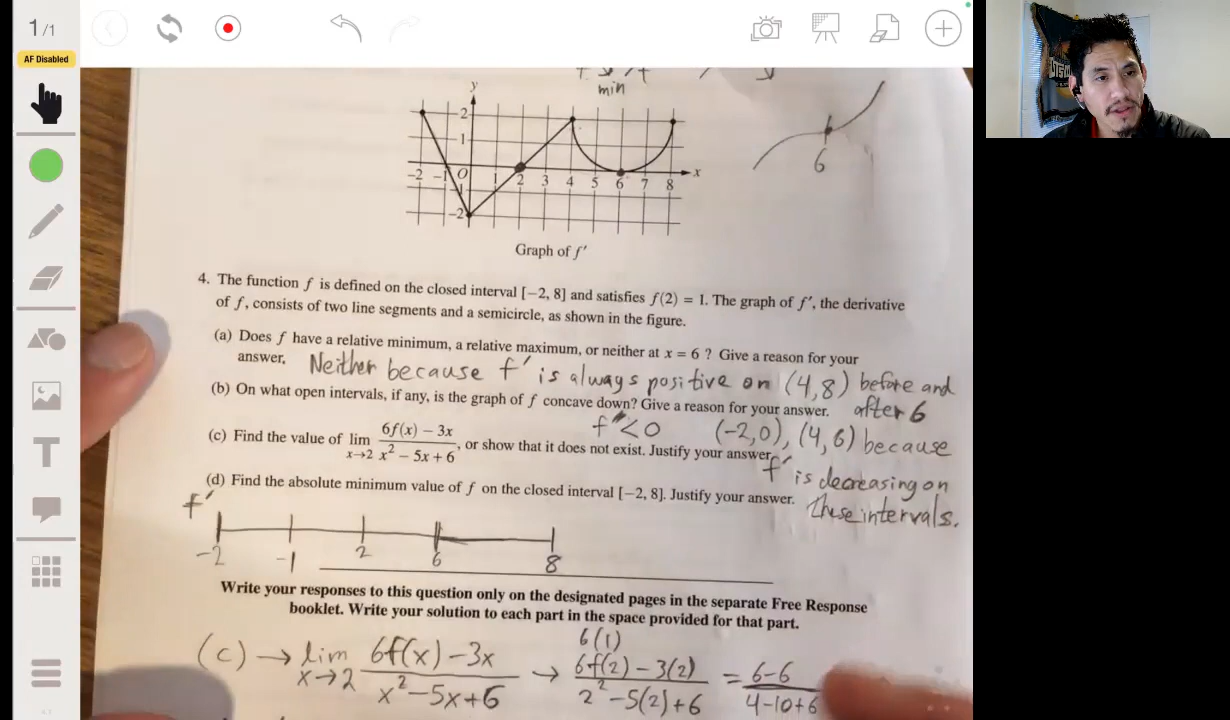 1/1
AF Disabled
min
y
2
1
-2 -1 O 1 2 3 4 5 6 7 8 x
-1
-2
6
Graph of f′
4. The function f is defined on the closed interval [−2, 8] and satisfies f(2) = 1. The graph of f′, the derivative
of f, consists of two line segments and a semicircle, as shown in the figure.
(a) Does f have a relative minimum, a relative maximum, or neither at x = 6 ? Give a reason for your
answer. Neither because f′ is always positive on (4,8) before and
after 6
(b) On what open intervals, if any, is the graph of f concave down? Give a reason for your answer.
f″<0 (-2,0), (4,6) because
f′ is decreasing on
these intervals.
(c) Find the value of lim x→2 (6f(x) − 3x)/(x² − 5x + 6), or show that it does not exist. Justify your answer.
(d) Find the absolute minimum value of f on the closed interval [−2, 8]. Justify your answer.
f′
-2 -1 2 6 8
Write your responses to this question only on the designated pages in the separate Free Response
booklet. Write your solution to each part in the space provided for that part.
6(1)
(c) → lim x→2 (6f(x)-3x)/(x²-5x+6) → (6f(2)-3(2))/(2²-5(2)+6) = (6-6)/(4-10+6)
T